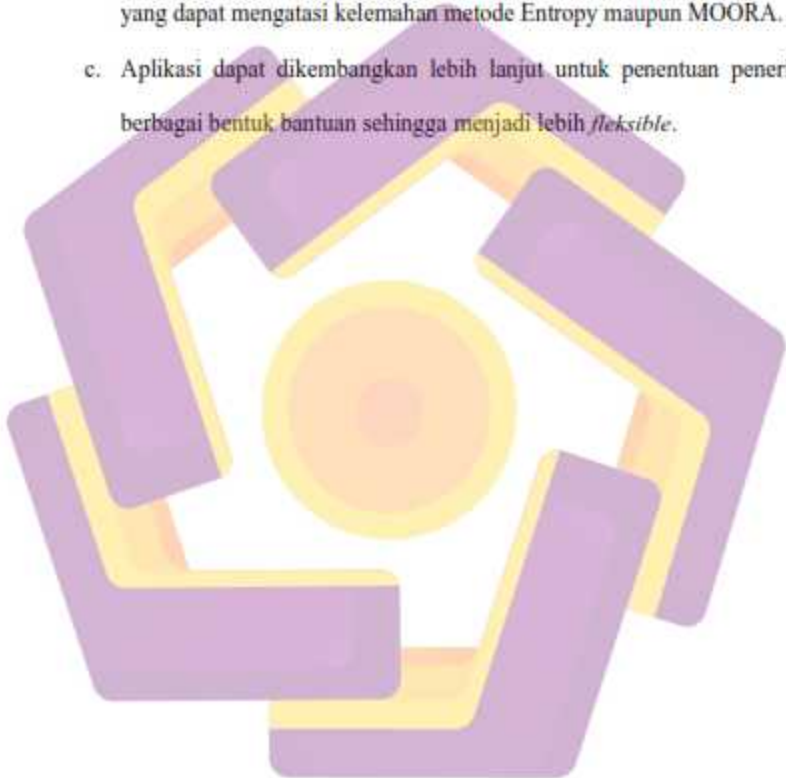 yang dapat mengatasi kelemahan metode Entropy maupun MOORA.
c. Aplikasi dapat dikembangkan lebih lanjut untuk penentuan
berbagai bentuk bantuan sehingga menjadi lebih fleksible.